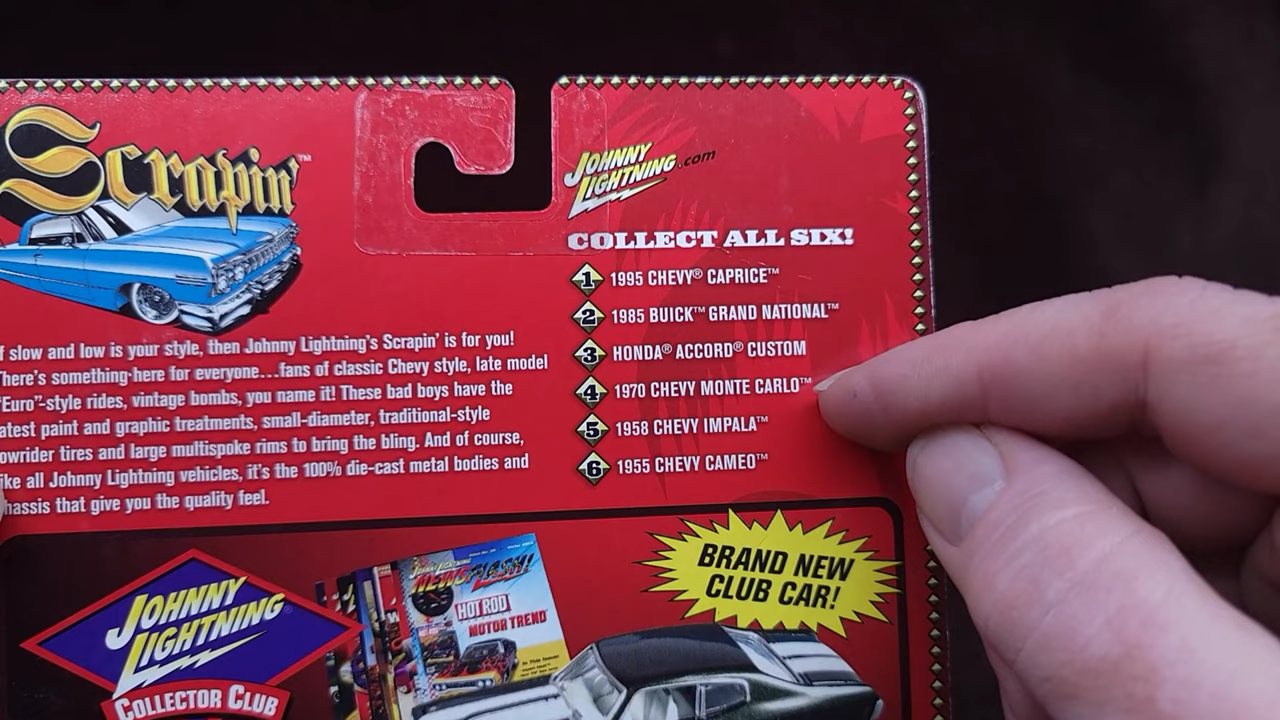 Scrapin'™
JOHNNY
LIGHTNING.com
COLLECT ALL SIX!
1 1995 CHEVY® CAPRICE™
2 1985 BUICK™ GRAND NATIONAL™
3 HONDA® ACCORD® CUSTOM
4 1970 CHEVY MONTE CARLO™
5 1958 CHEVY IMPALA™
6 1955 CHEVY CAMEO™
f slow and low is your style, then Johnny Lightning's Scrapin' is for you!
There's something here for everyone...fans of classic Chevy style, late model
"Euro"-style rides, vintage bombs, you name it! These bad boys have the
atest paint and graphic treatments, small-diameter, traditional-style
owrider tires and large multispoke rims to bring the bling. And of course,
ike all Johnny Lightning vehicles, it's the 100% die-cast metal bodies and
hassis that give you the quality feel.
BRAND NEW
CLUB CAR!
JOHNNY
LIGHTNING®
COLLECTOR CLUB
JOHNNY LIGHTNING
NEWSFLASH!
HOT ROD
MOTOR TREND